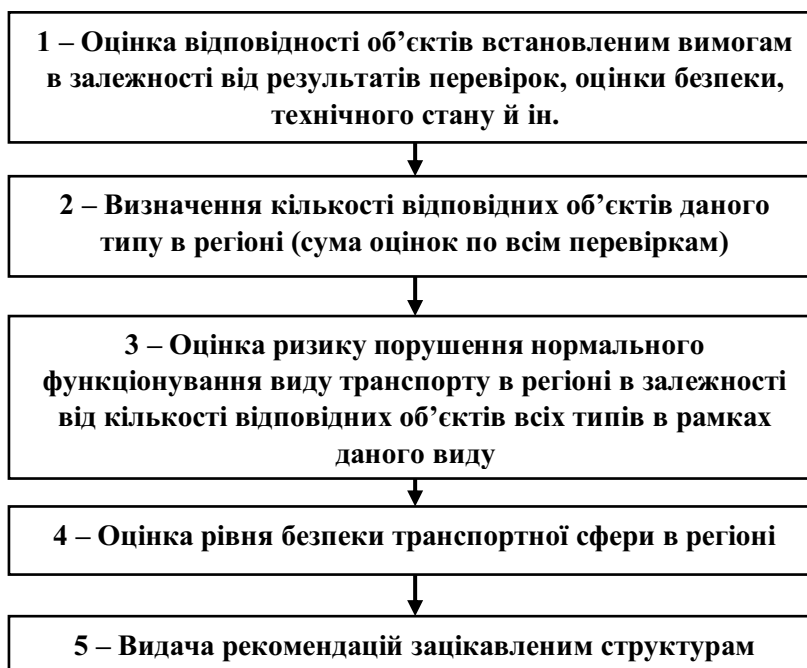 1 – Оцінка відповідності об’єктів встановленим вимогам
в залежності від результатів перевірок, оцінки безпеки,
технічного стану й ін.
2 – Визначення кількості відповідних об’єктів даного
типу в регіоні (сума оцінок по всім перевіркам)
3 – Оцінка ризику порушення нормального
функціонування виду транспорту в регіоні в залежності
від кількості відповідних об’єктів всіх типів в рамках
даного виду
4 – Оцінка рівня безпеки транспортної сфери в регіоні
5 – Видача рекомендацій зацікавленим структурам